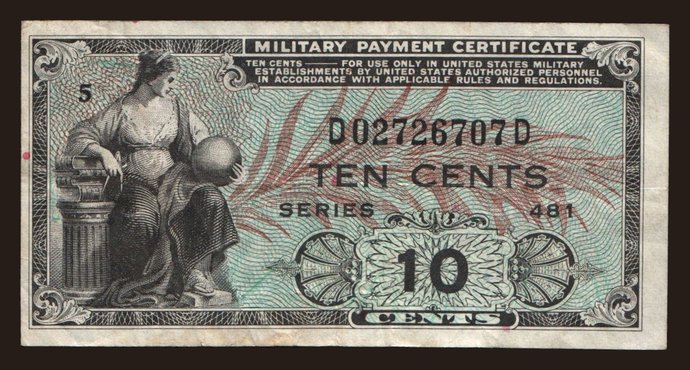 MILITARY PAYMENT CERTIFICATE
TEN CENTS — FOR USE ONLY IN UNITED STATES MILITARY
ESTABLISHMENTS BY UNITED STATES AUTHORIZED PERSONNEL
IN ACCORDANCE WITH APPLICABLE RULES AND REGULATIONS.
5
D02726707D
TEN CENTS
SERIES 481
10
CENTS